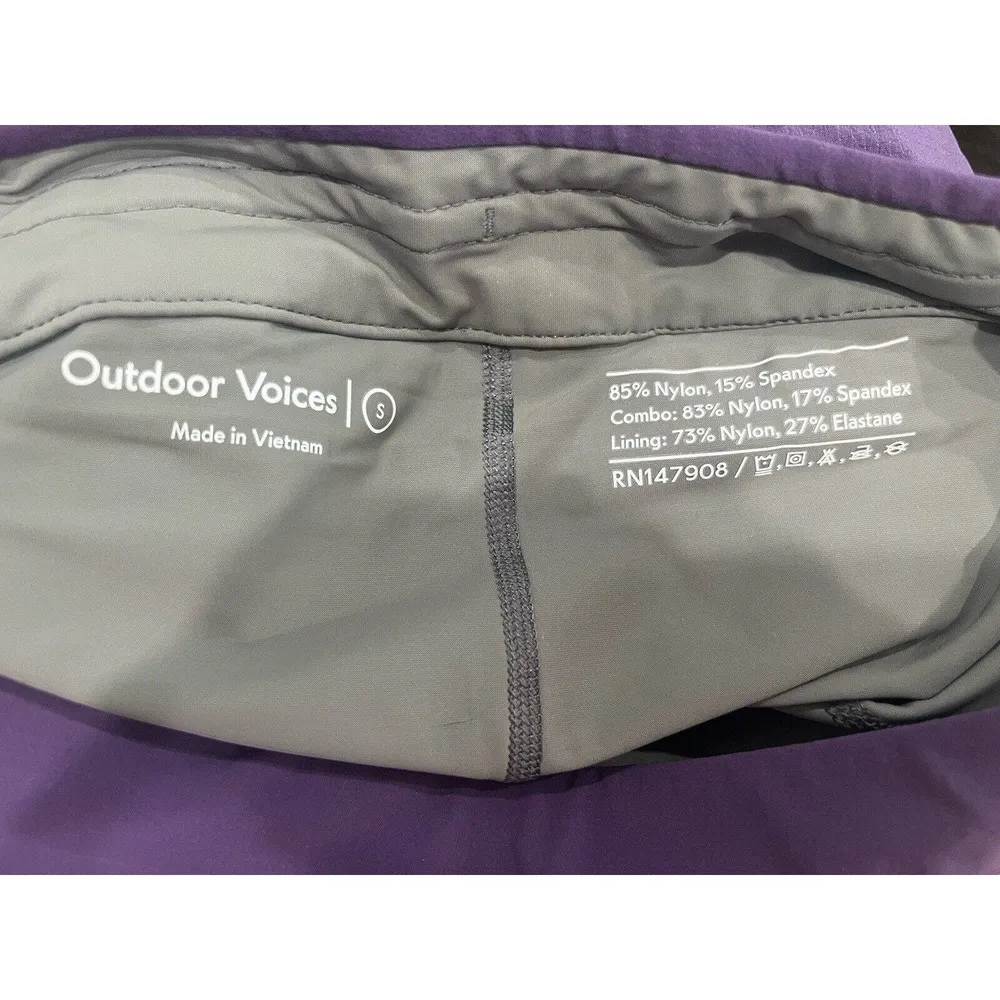 Outdoor Voices | S
Made in Vietnam
85% Nylon, 15% Spandex
Combo: 83% Nylon, 17% Spandex
Lining: 73% Nylon, 27% Elastane
RN147908 /